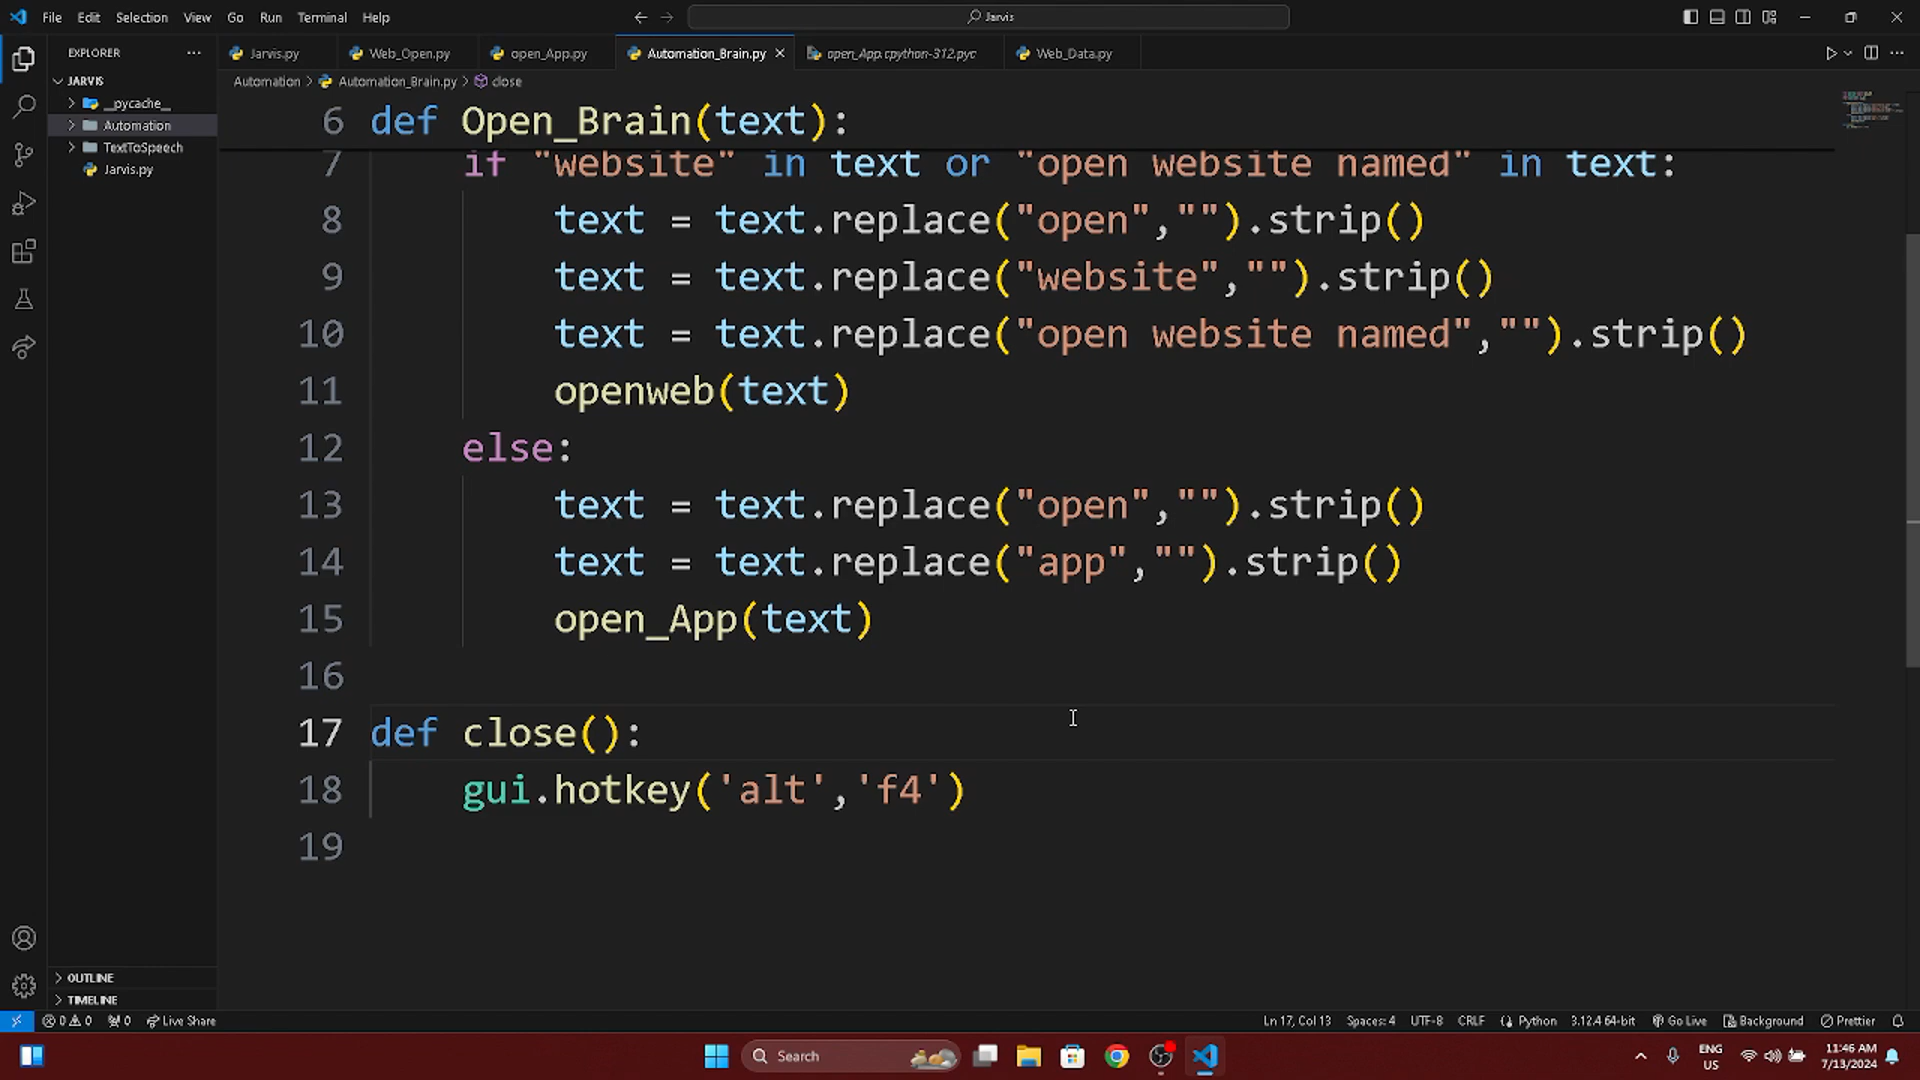 File Edit Selection View Go Run Terminal Help
Jarvis
EXPLORER
Jarvis.py
Web_Open.py
open_App.py
Automation_Brain.py
open_App.cpython-312.pyc
Web_Data.py
JARVIS
__pycache__
Automation
TextToSpeech
Jarvis.py
Automation > Automation_Brain.py > close
6 def Open_Brain(text):
7 if "website" in text or "open website named" in text:
8 text = text.replace("open","").strip()
9 text = text.replace("website","").strip()
10 text = text.replace("open website named","").strip()
11 openweb(text)
12 else:
13 text = text.replace("open","").strip()
14 text = text.replace("app","").strip()
15 open_App(text)
16
17 def close():
18 gui.hotkey('alt','f4')
19
OUTLINE
TIMELINE
0 0 0 Live Share
Ln 17, Col 13 Spaces: 4 UTF-8 CRLF Python 3.12.4 64-bit Go Live Background Prettier
Search
ENG
US
11:46 AM
7/13/2024